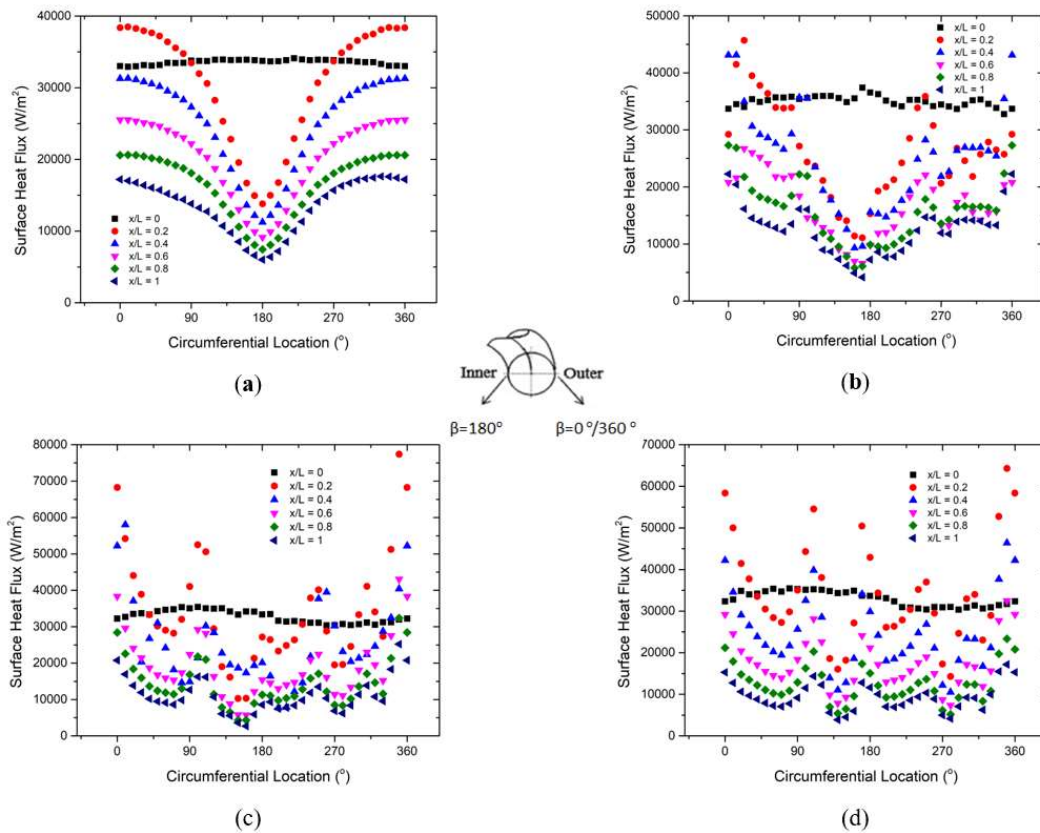 40000
35000
30000
25000
20000
15000
10000
5000
0
Surface Heat Flux (W/m²)
x/L = 0
x/L = 0.2
x/L = 0.4
x/L = 0.6
x/L = 0.8
x/L = 1
0 90 180 270 360
Circumferential Location (°)
(a)
50000
40000
30000
20000
10000
0
Surface Heat Flux (W/m²)
x/L = 0
x/L = 0.2
x/L = 0.4
x/L = 0.6
x/L = 0.8
x/L = 1
0 90 180 270 360
Circumferential Location (°)
(b)
Inner Outer
β=180° β=0°/360°
80000
70000
60000
50000
40000
30000
20000
10000
0
Surface Heat Flux (W/m²)
x/L = 0
x/L = 0.2
x/L = 0.4
x/L = 0.6
x/L = 0.8
x/L = 1
0 90 180 270 360
Circumferential Location (°)
(c)
70000
60000
50000
40000
30000
20000
10000
0
Surface Heat Flux (W/m²)
x/L = 0
x/L = 0.2
x/L = 0.4
x/L = 0.6
x/L = 0.8
x/L = 1
0 90 180 270 360
Circumferential Location (°)
(d)